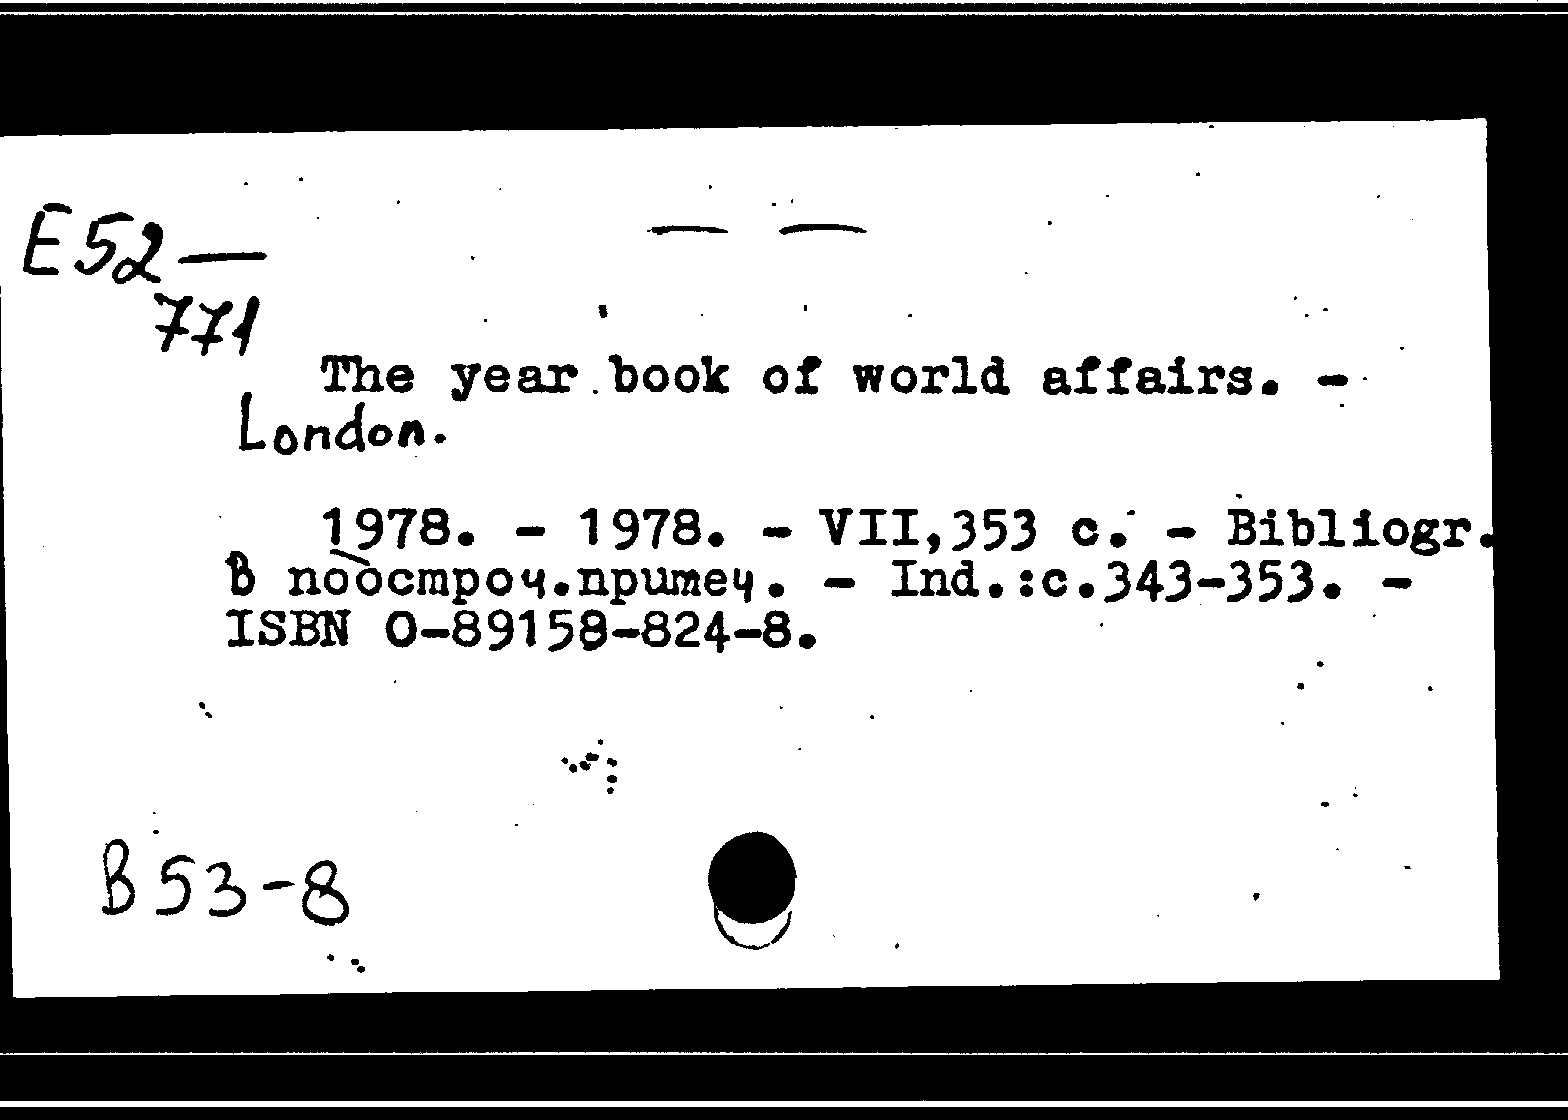 E52—
771
The year book of world affairs. -
London.
1978. - 1978. - VII,353 c. - Bibliogr.
в подстроч.примеч. - Ind.:c.343-353. -
ISBN 0-89158-824-8.
B53-8